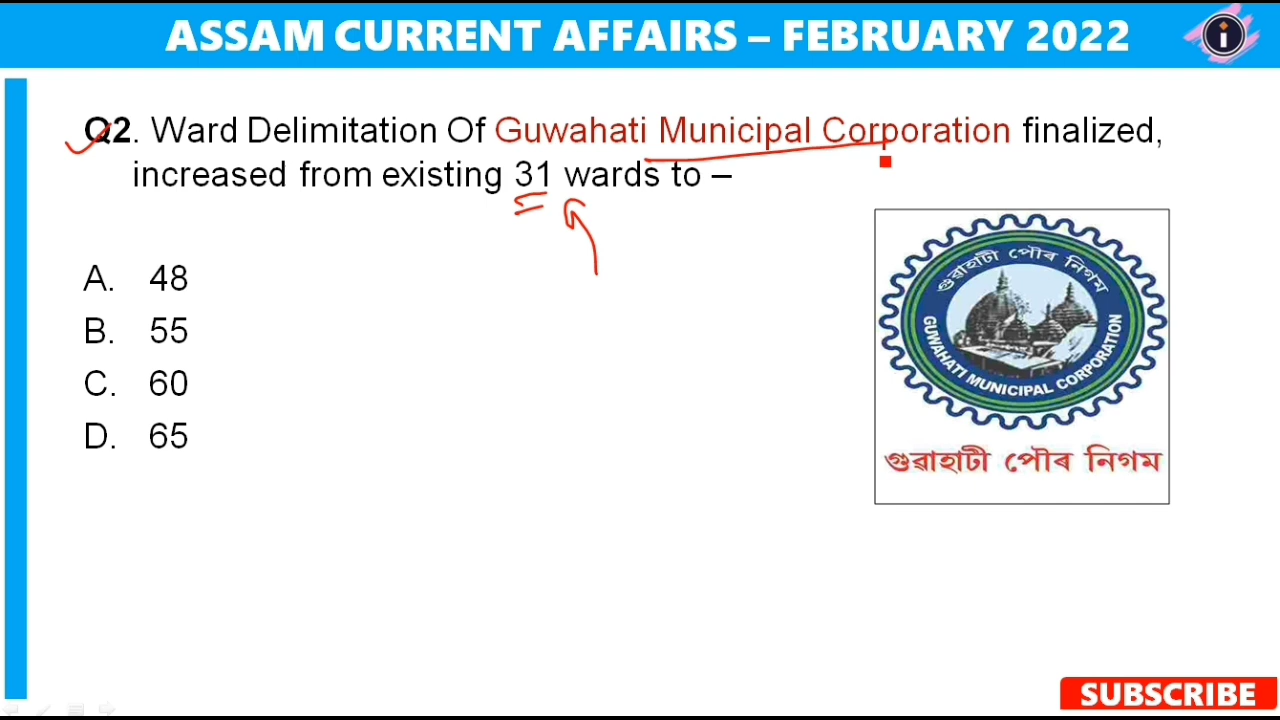 ASSAM CURRENT AFFAIRS – FEBRUARY 2022
i
Q2. Ward Delimitation Of Guwahati Municipal Corporation finalized,
increased from existing 31 wards to –
A. 48
B. 55
C. 60
D. 65
গুৱাহাটী পৌৰ নিগম
GUWAHATI MUNICIPAL CORPORATION
গুৱাহাটী পৌৰ নিগম
SUBSCRIBE